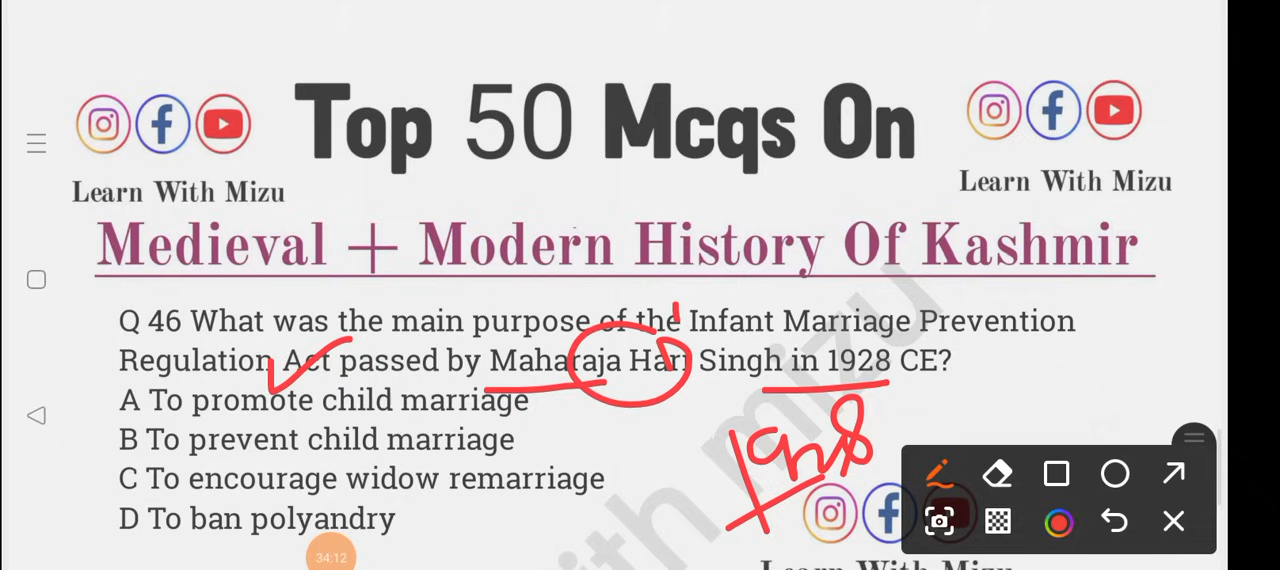 Top 50 Mcqs On
Learn With Mizu
Learn With Mizu
Medieval + Modern History Of Kashmir
Q 46 What was the main purpose of the Infant Marriage Prevention
Regulation Act passed by Maharaja Hari Singh in 1928 CE?
A To promote child marriage
B To prevent child marriage
C To encourage widow remarriage
D To ban polyandry
1928
ith mizu
34:12